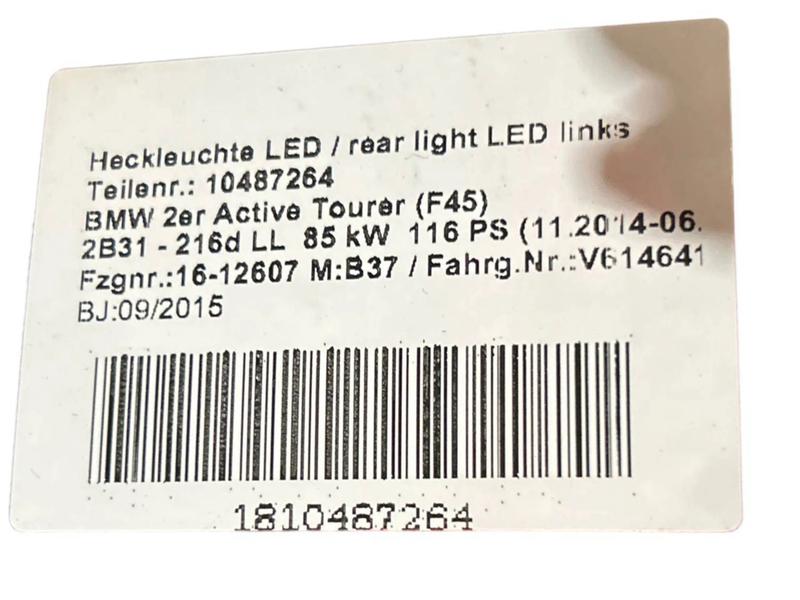 Heckleuchte LED / rear light LED links
Teilenr.: 10487264
BMW 2er Active Tourer (F45)
2B31 - 216d LL 85 kW 116 PS (11.2014-06.
Fzgnr.:16-12607 M:B37 / Fahrg.Nr.:V614641
BJ:09/2015
1810487264